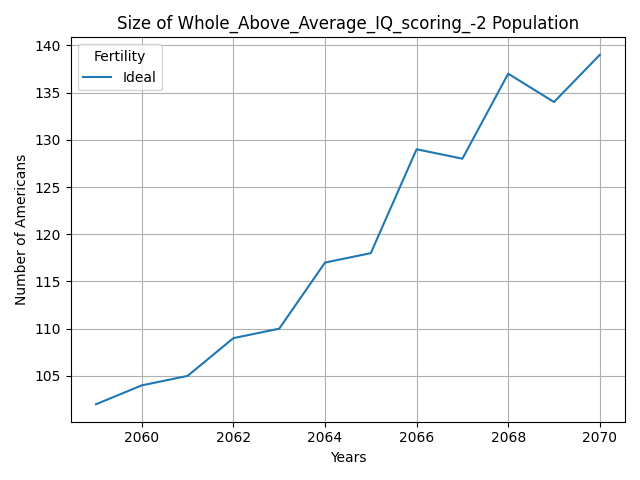 Size of Whole_Above_Average_IQ_scoring_-2 Population
Fertility
Ideal
Number of Americans
140
135
130
125
120
115
110
105
2060 2062 2064 2066 2068 2070
Years